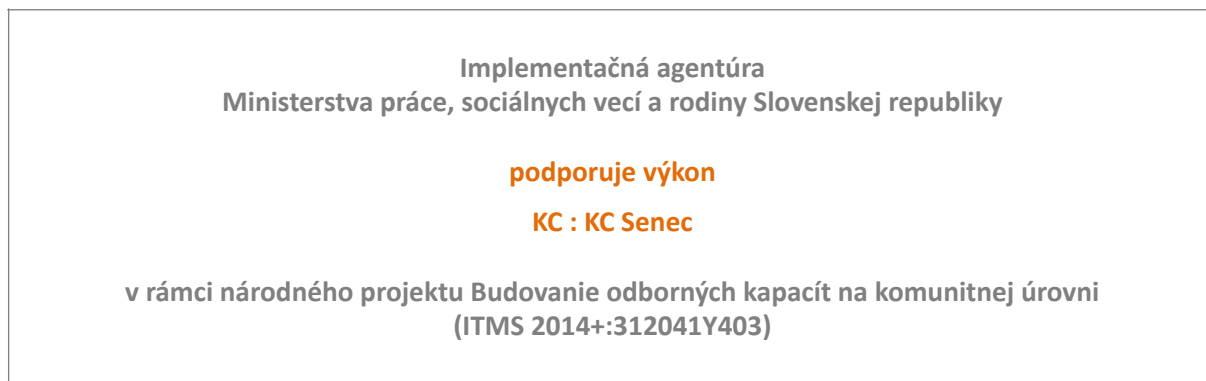 Implementačná agentúra
Ministerstva práce, sociálnych vecí a rodiny Slovenskej republiky
podporuje výkon
KC : KC Senec
v rámci národného projektu Budovanie odborných kapacít na komunitnej úrovni
(ITMS 2014+:312041Y403)